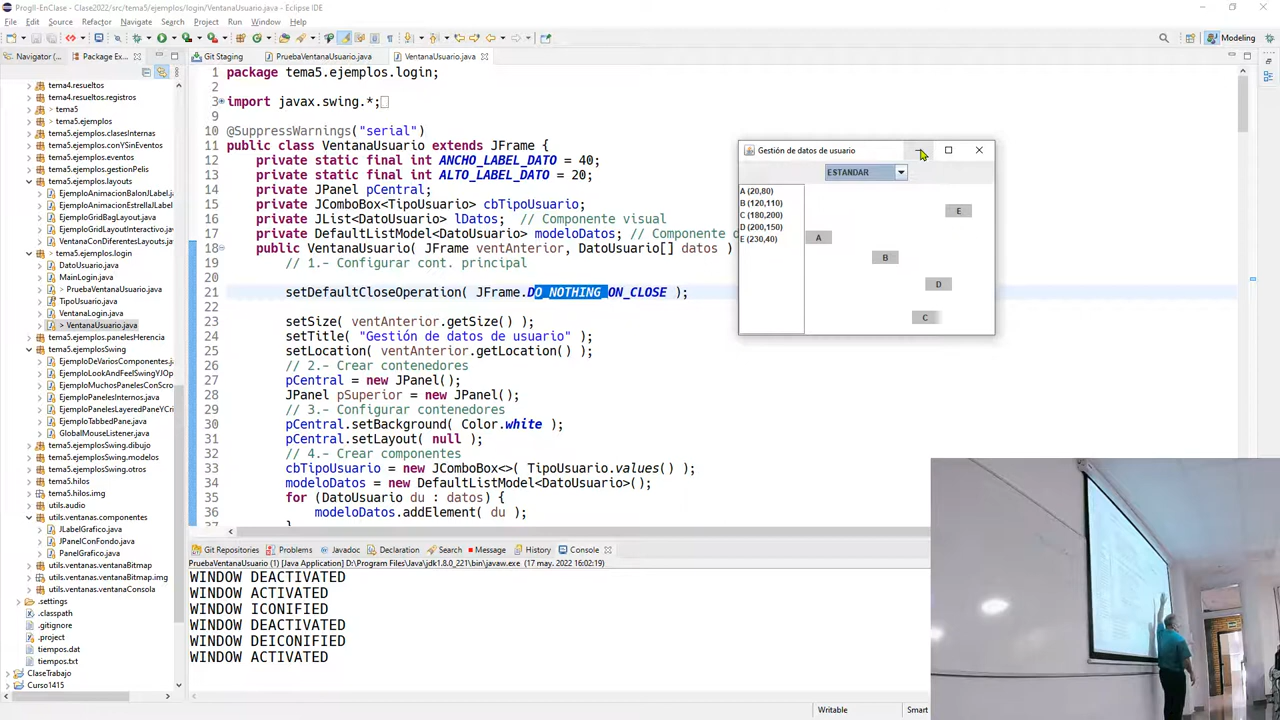 ProgII-EnClase - Clase2022/src/tema5/ejemplos/login/VentanaUsuario.java - Eclipse IDE
File Edit Source Refactor Navigate Search Project Run Window Help
Modeling
Navigator (...
Package Ex...
Git Staging
PruebaVentanaUsuario.java
VentanaUsuario.java
tema4.resueltos
tema4.resueltos.registros
> tema5
> tema5.ejemplos
tema5.ejemplos.clasesInternas
tema5.ejemplos.conYSinEventos
tema5.ejemplos.eventos
tema5.ejemplos.gestionPelis
tema5.ejemplos.layouts
EjemploAnimacionBalonJLabel.jav
EjemploAnimacionEstrellaJLabel.j
EjemploGridBagLayout.java
EjemploGridLayoutInteractivo.java
VentanaConDiferentesLayouts.java
> tema5.ejemplos.login
DatoUsuario.java
MainLogin.java
> PruebaVentanaUsuario.java
TipoUsuario.java
VentanaLogin.java
> VentanaUsuario.java
tema5.ejemplos.panelesHerencia
tema5.ejemplosSwing
EjemploDeVariosComponentes.java
EjemploLookAndFeelSwingYJOp
EjemploMuchosPanelesConScro
EjemploPanelesInternos.java
EjemploPanelesLayeredPaneYCri
EjemploTabbedPane.java
GlobalMouseListener.java
tema5.ejemplosSwing.dibujo
tema5.ejemplosSwing.modelos
tema5.ejemplosSwing.otros
tema5.hilos
tema5.hilos.img
utils.audio
utils.ventanas.componentes
JLabelGrafico.java
JPanelConFondo.java
PanelGrafico.java
utils.ventanas.ventanaBitmap
utils.ventanas.ventanaBitmap.img
utils.ventanas.ventanaConsola
.settings
.classpath
.gitignore
.project
tiempos.dat
tiempos.txt
ClaseTrabajo
Curso1415
1 package tema5.ejemplos.login;
2
3 import javax.swing.*;
10 @SuppressWarnings("serial")
11 public class VentanaUsuario extends JFrame {
12 private static final int ANCHO_LABEL_DATO = 40;
13 private static final int ALTO_LABEL_DATO = 20;
14 private JPanel pCentral;
15 private JComboBox<TipoUsuario> cbTipoUsuario;
16 private JList<DatoUsuario> lDatos; // Componente visual
17 private DefaultListModel<DatoUsuario> modeloDatos; // Componente d
18 public VentanaUsuario( JFrame ventAnterior, DatoUsuario[] datos )
19 // 1.- Configurar cont. principal
20
21 setDefaultCloseOperation( JFrame.DO_NOTHING_ON_CLOSE );
22
23 setSize( ventAnterior.getSize() );
24 setTitle( "Gestión de datos de usuario" );
25 setLocation( ventAnterior.getLocation() );
26 // 2.- Crear contenedores
27 pCentral = new JPanel();
28 JPanel pSuperior = new JPanel();
29 // 3.- Configurar contenedores
30 pCentral.setBackground( Color.white );
31 pCentral.setLayout( null );
32 // 4.- Crear componentes
33 cbTipoUsuario = new JComboBox<>( TipoUsuario.values() );
34 modeloDatos = new DefaultListModel<DatoUsuario>();
35 for (DatoUsuario du : datos) {
36 modeloDatos.addElement( du );
37 }
Gestión de datos de usuario
ESTANDAR
A (20,80)
B (120,110)
C (180,200)
D (200,150)
E (230,40)
E
A
B
D
C
Git Repositories Problems Javadoc Declaration Search Message History Console
PruebaVentanaUsuario [Java Application] D:\Program Files\Java\jdk1.8.0_221\bin\javaw.exe (17 may. 2022 16:02:19)
WINDOW DEACTIVATED
WINDOW ACTIVATED
WINDOW ICONIFIED
WINDOW DEACTIVATED
WINDOW DEICONIFIED
WINDOW ACTIVATED
Writable
Smart